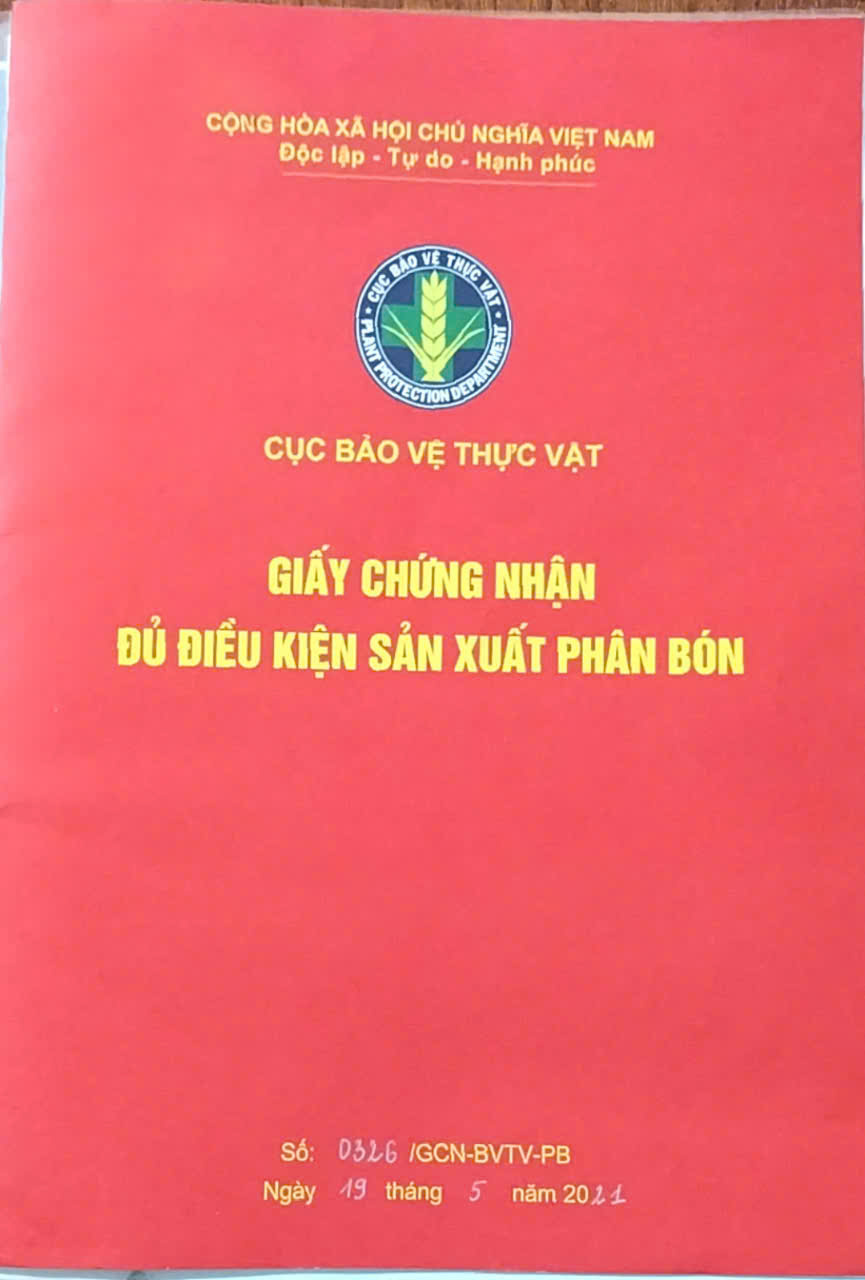 CỘNG HÒA XÃ HỘI CHỦ NGHĨA VIỆT NAM
Độc lập - Tự do - Hạnh phúc
CỤC BẢO VỆ THỰC VẬT
PLANT PROTECTION DEPARTMENT
CỤC BẢO VỆ THỰC VẬT
GIẤY CHỨNG NHẬN
ĐỦ ĐIỀU KIỆN SẢN XUẤT PHÂN BÓN
Số: 0326 /GCN-BVTV-PB
Ngày 19 tháng 5 năm 2021